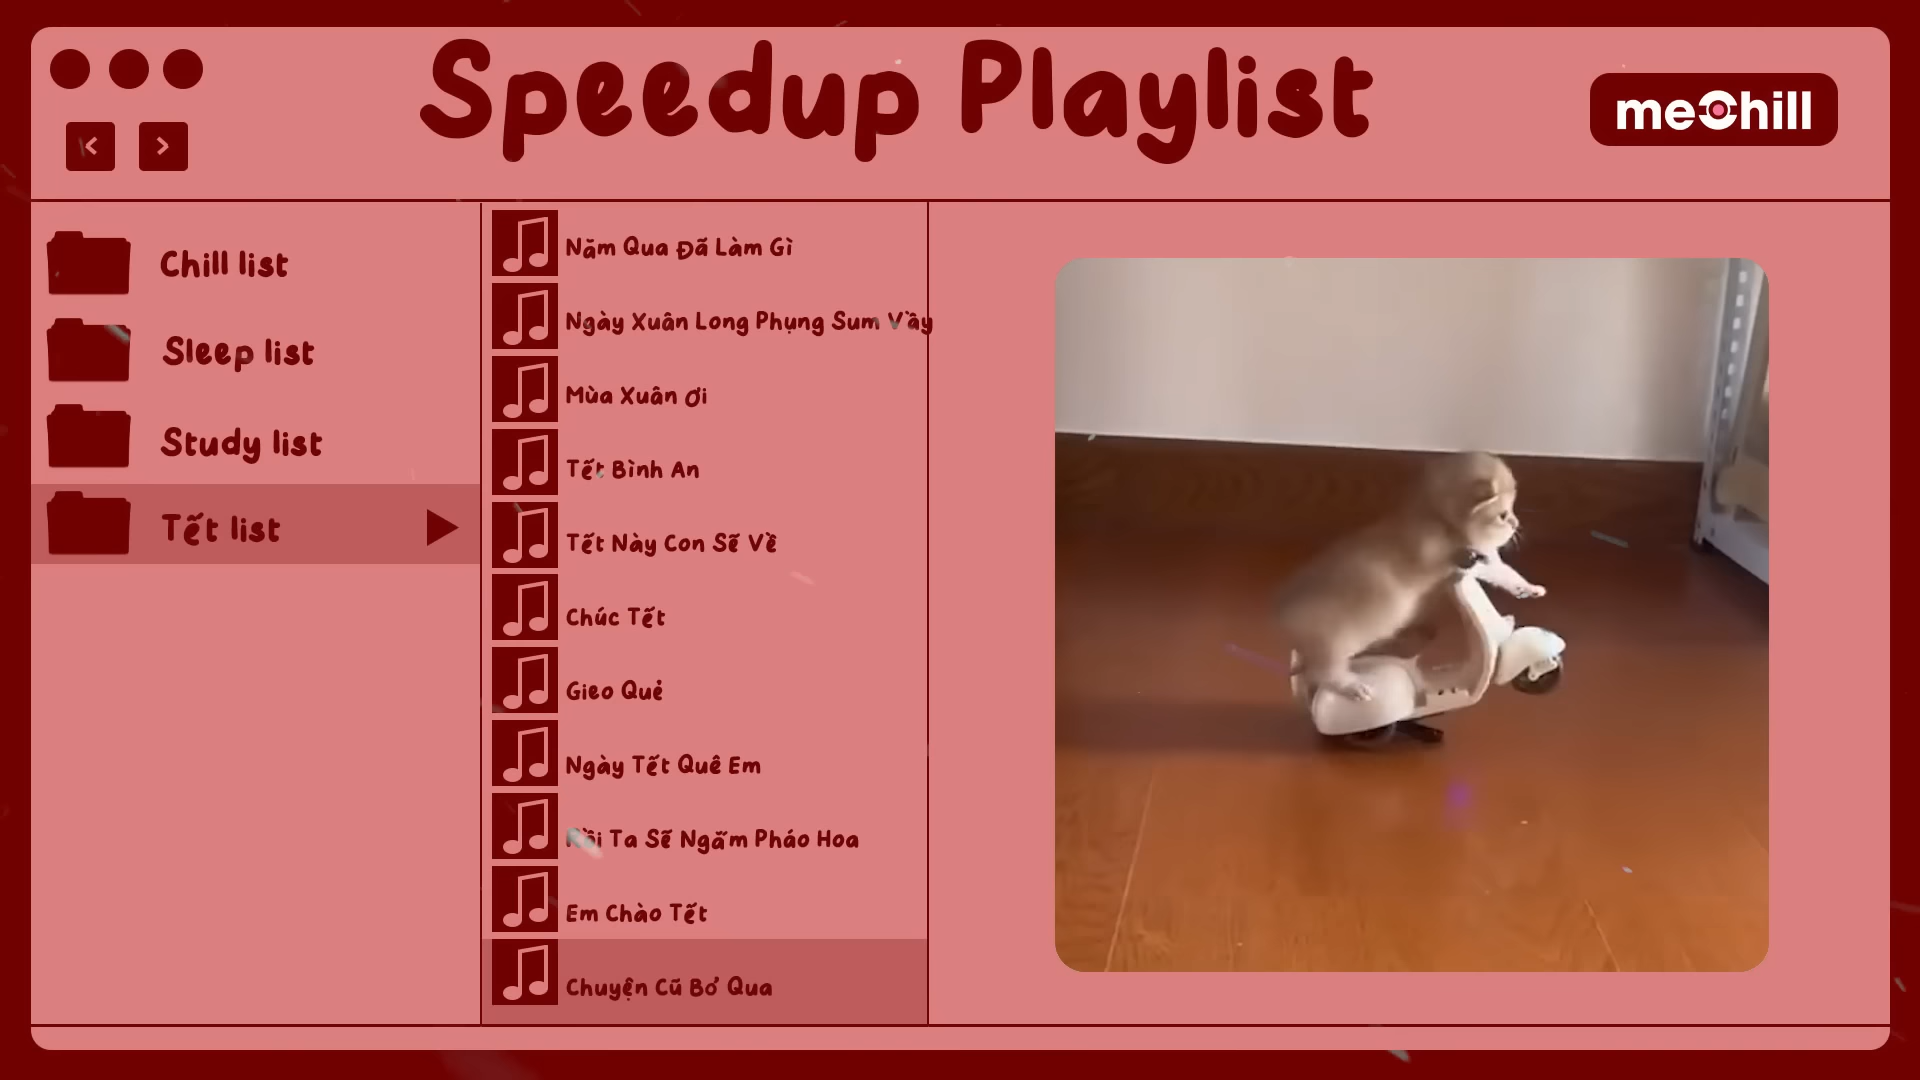 Speedup Playlist
meChill
Chill list
Sleep list
Study list
Tết list
Năm Qua Đã Làm Gì
Ngày Xuân Long Phụng Sum Vầy
Mùa Xuân ơi
Tết Bình An
Tết Này Con Sẽ Về
Chúc Tết
Gieo Quẻ
Ngày Tết Quê Em
Rồi Ta Sẽ Ngắm Pháo Hoa
Em Chào Tết
Chuyện Cũ Bỏ Qua